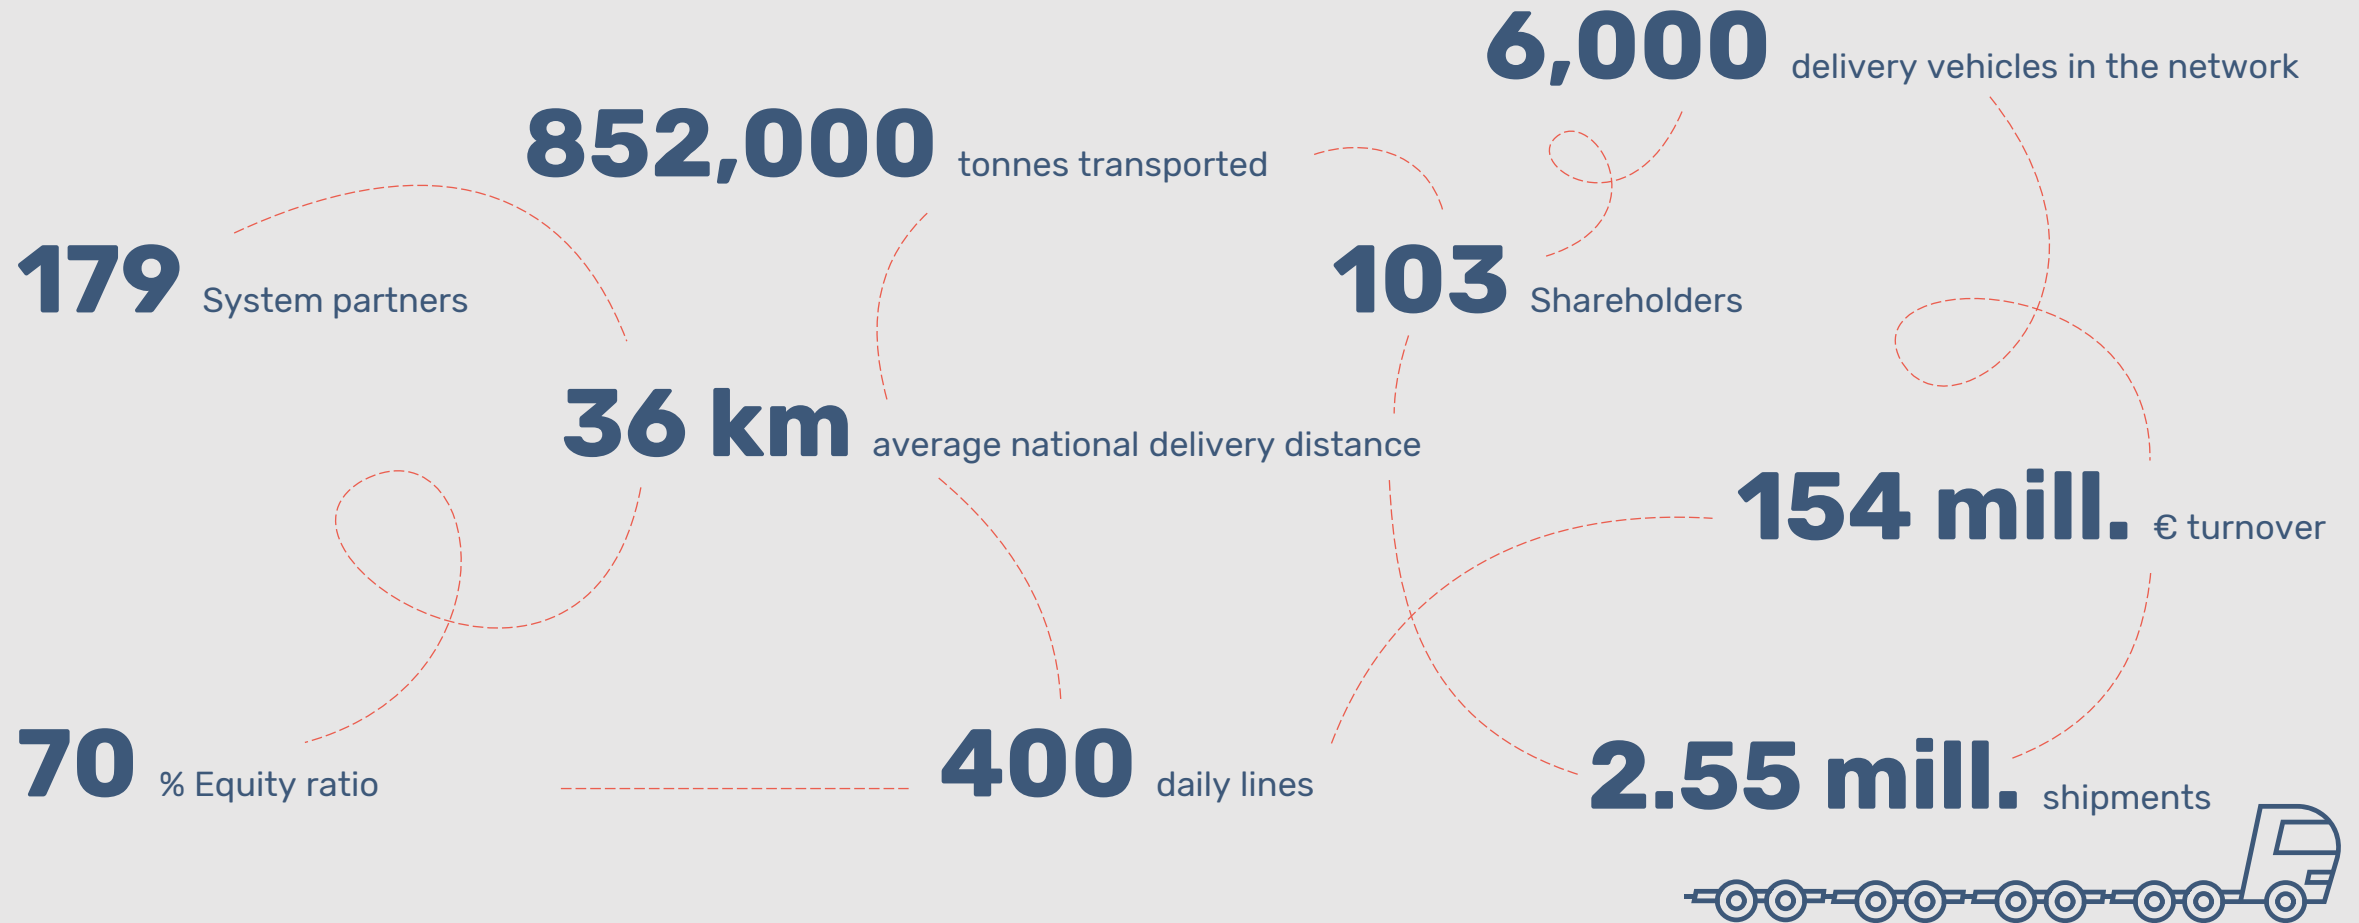 6,000 delivery vehicles in the network
852,000 tonnes transported
179 System partners
103 Shareholders
36 km average national delivery distance
154 mill. € turnover
70 % Equity ratio
400 daily lines
2.55 mill. shipments